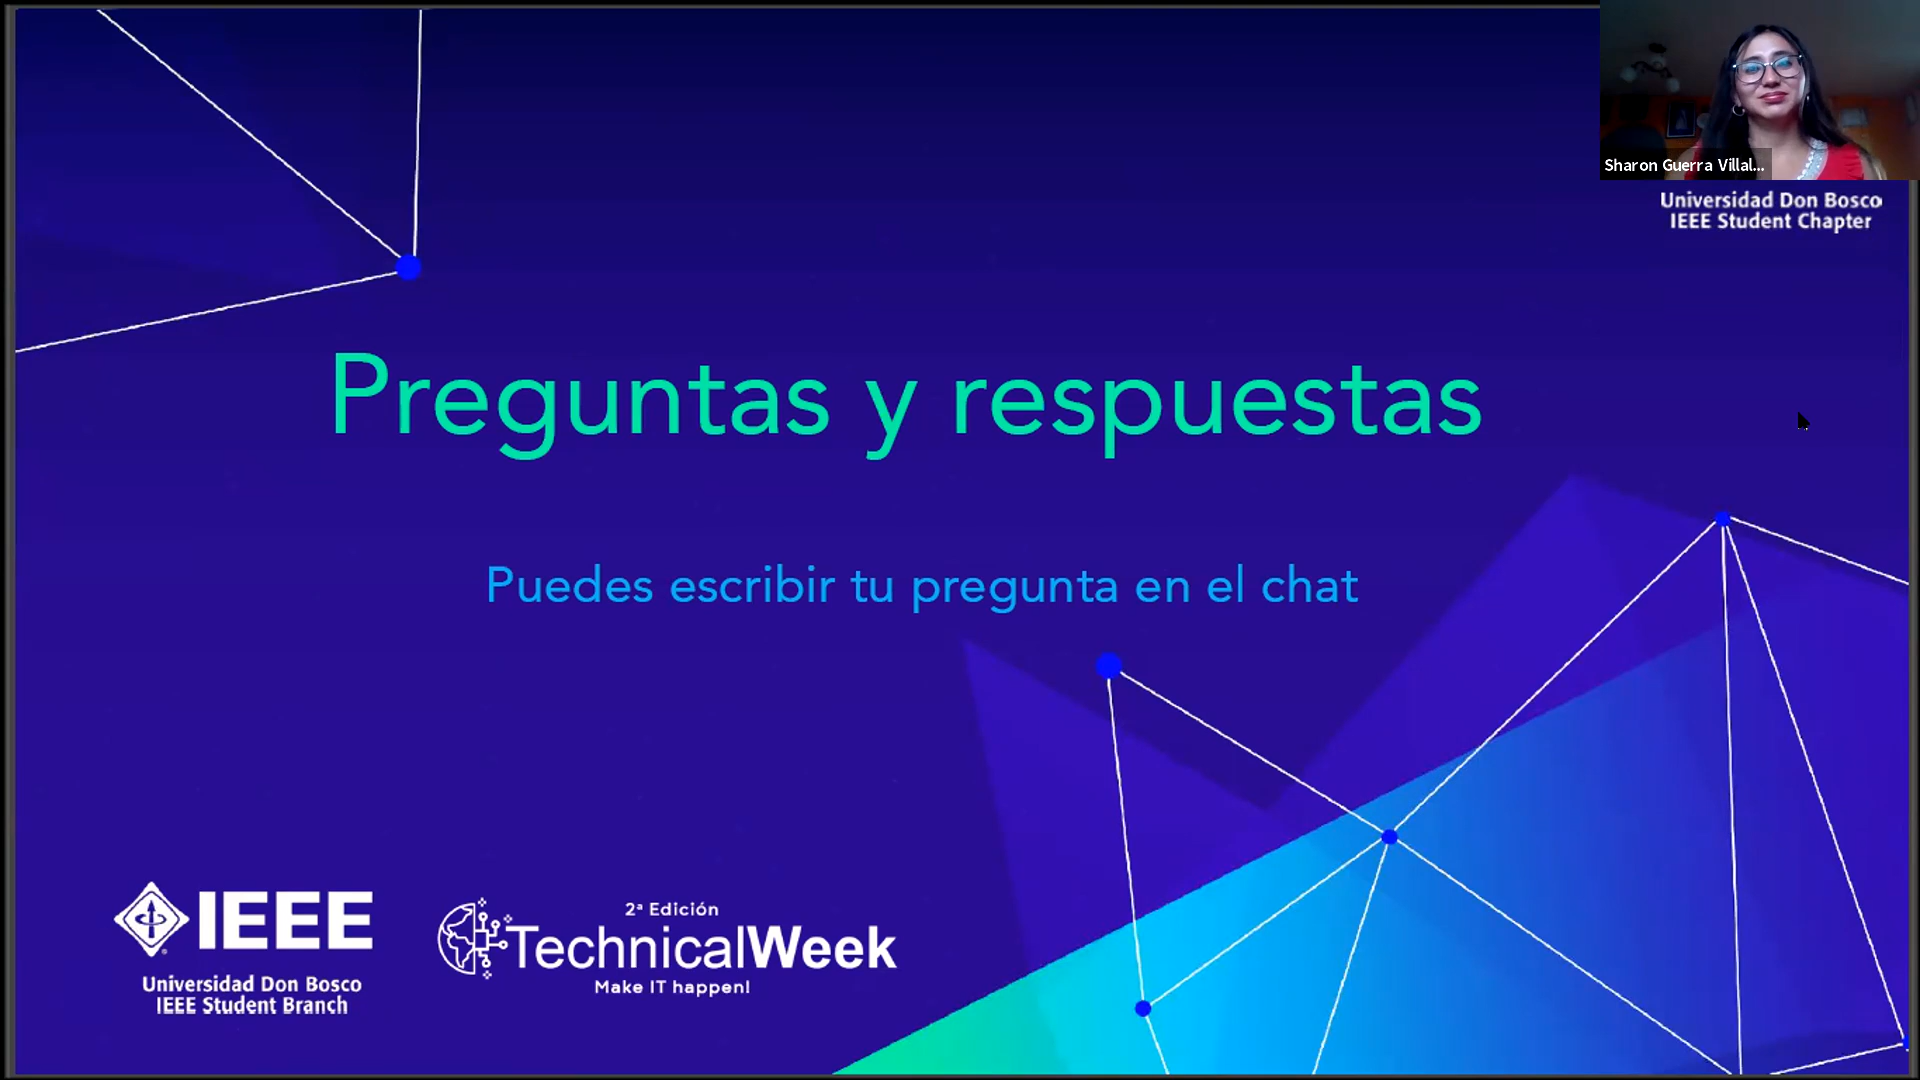 Sharon Guerra Villal...
Universidad Don Bosco
IEEE Student Chapter
Preguntas y respuestas
Puedes escribir tu pregunta en el chat
IEEE
Universidad Don Bosco
IEEE Student Branch
2ª Edición
TechnicalWeek
Make IT happen!